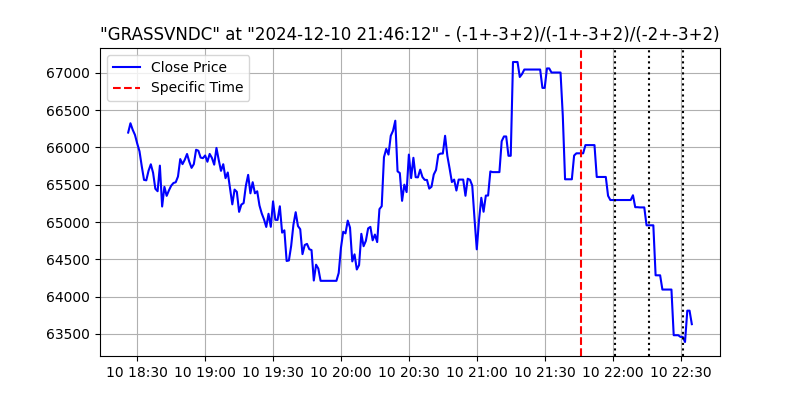 "GRASSVNDC" at "2024-12-10 21:46:12" - (-1+-3+2)/(-1+-3+2)/(-2+-3+2)
Close Price
Specific Time
67000
66500
66000
65500
65000
64500
64000
63500
10 18:30 10 19:00 10 19:30 10 20:00 10 20:30 10 21:00 10 21:30 10 22:00 10 22:30